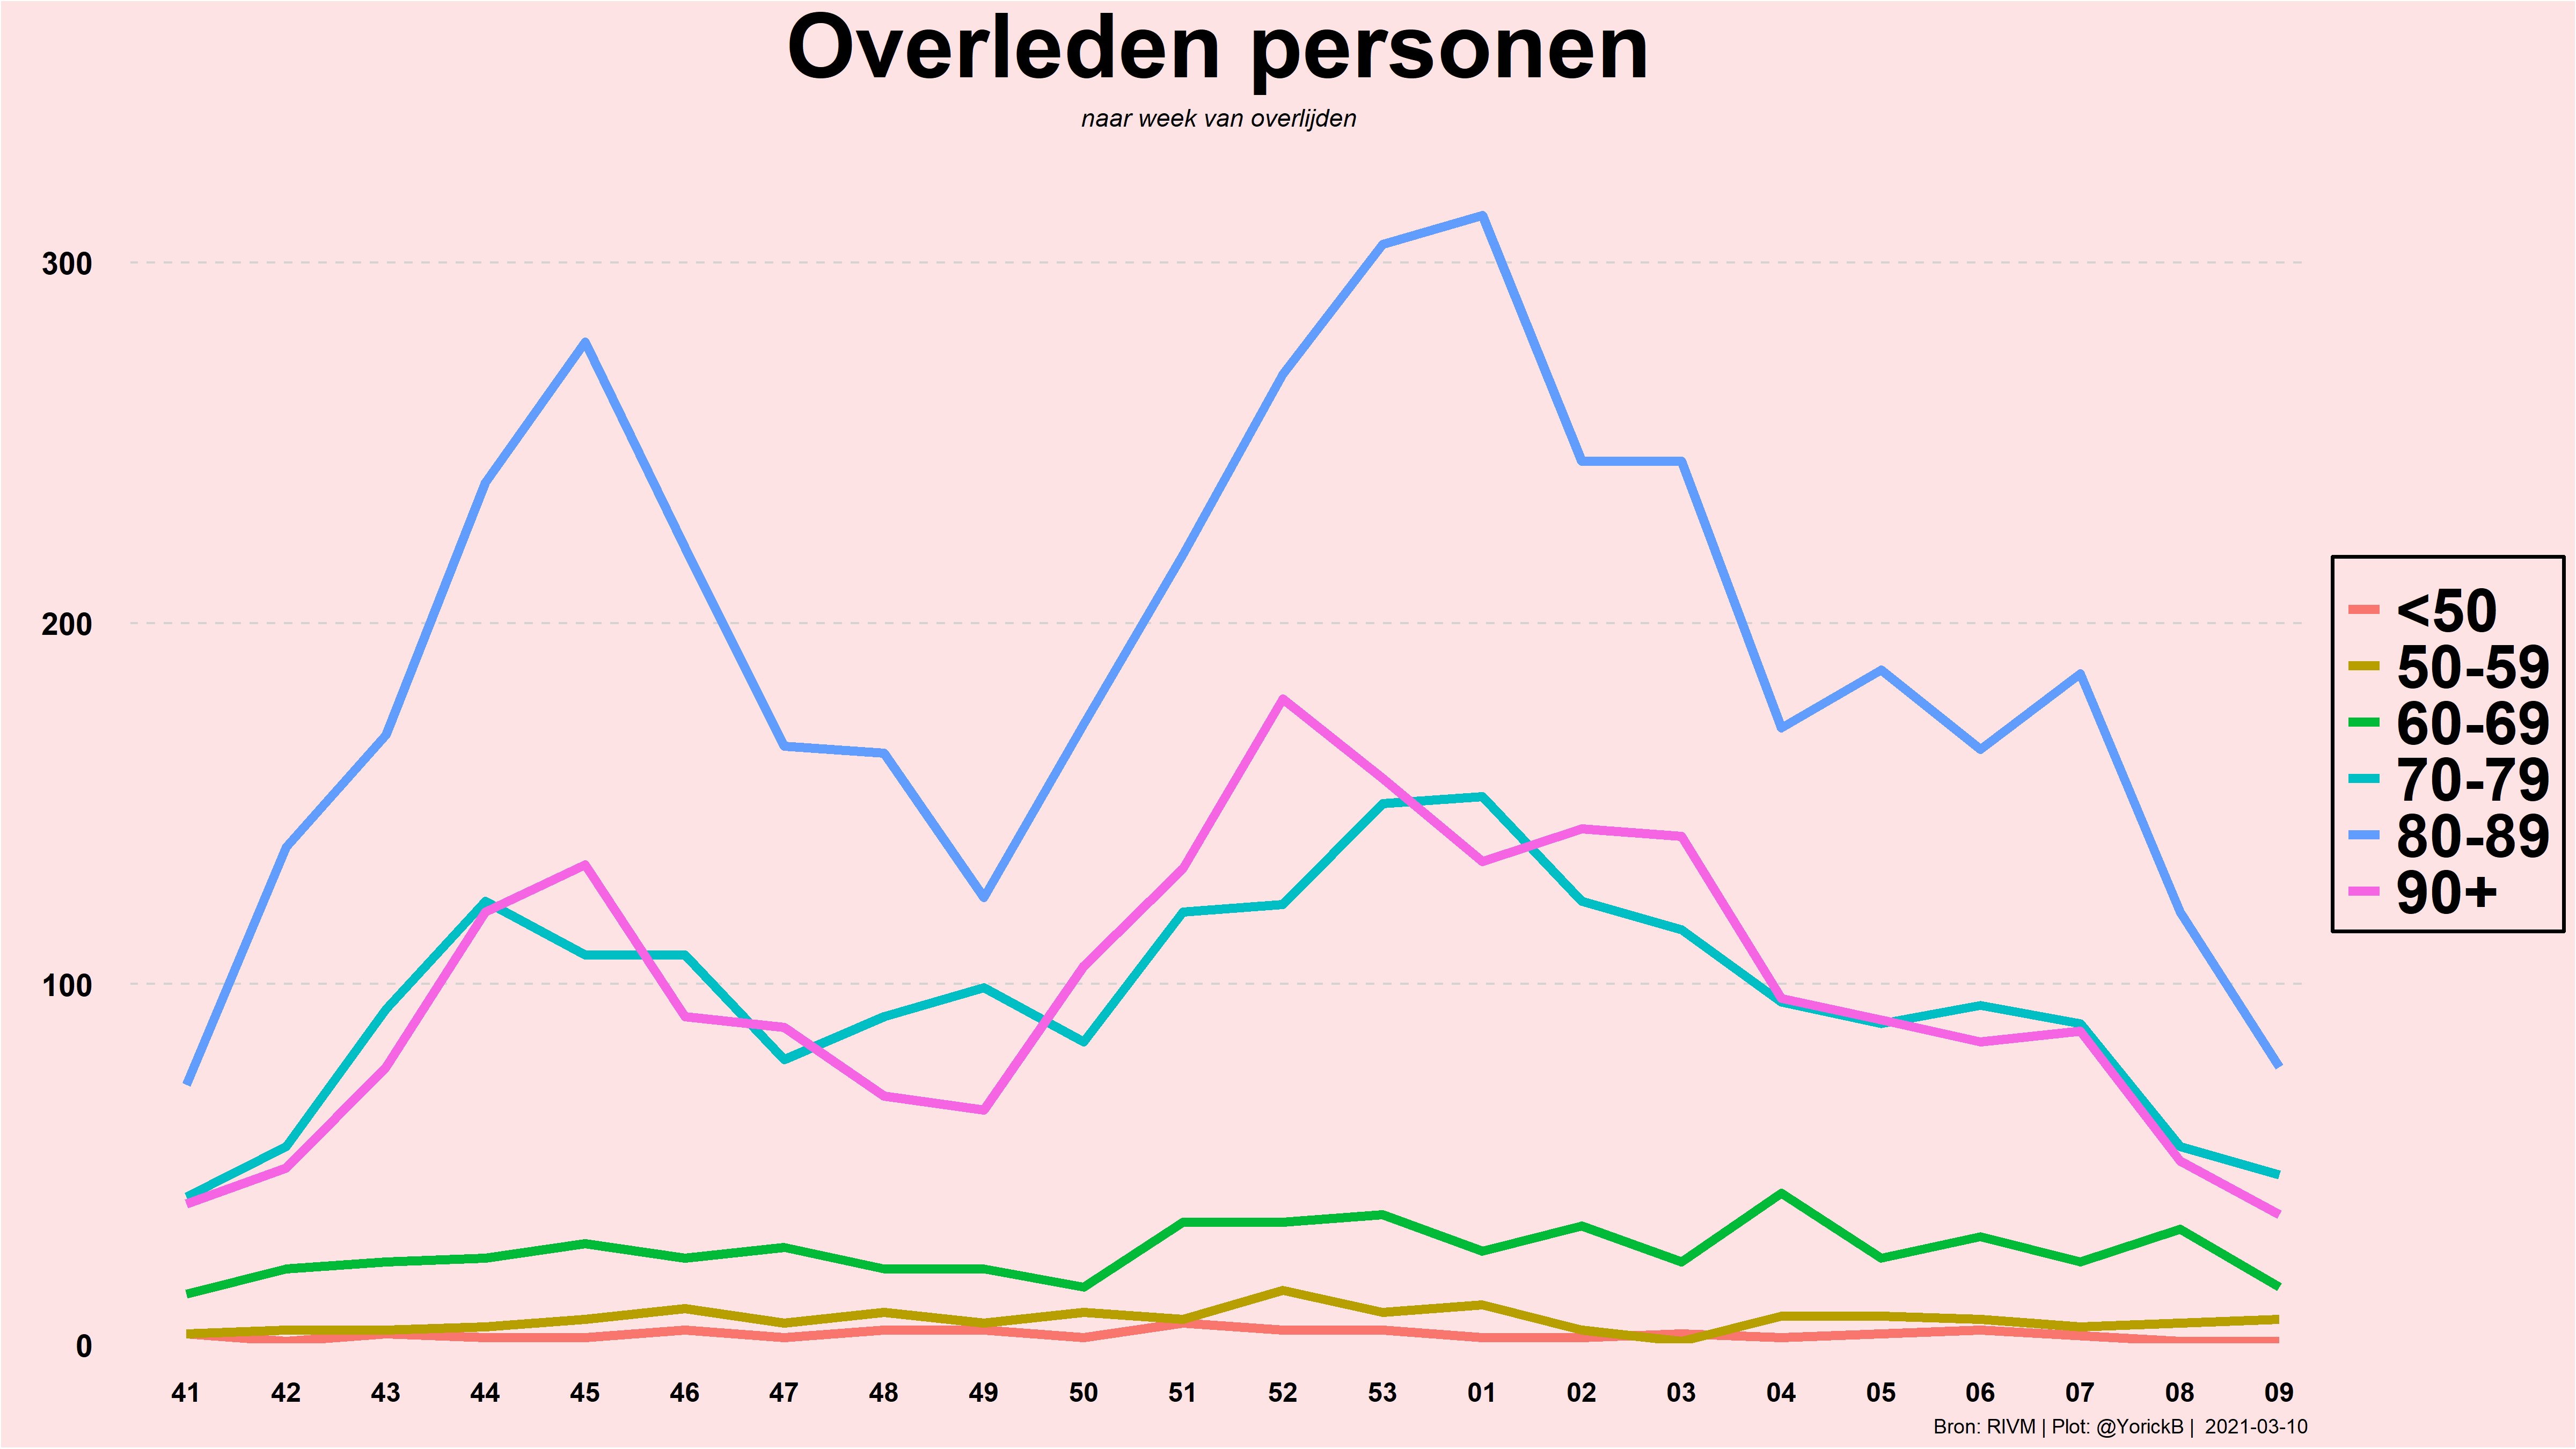 Overleden personen
naar week van overlijden
300
200
100
0
41 42 43 44 45 46 47 48 49 50 51 52 53 01 02 03 04 05 06 07 08 09
<50
50-59
60-69
70-79
80-89
90+
Bron: RIVM | Plot: @YorickB | 2021-03-10